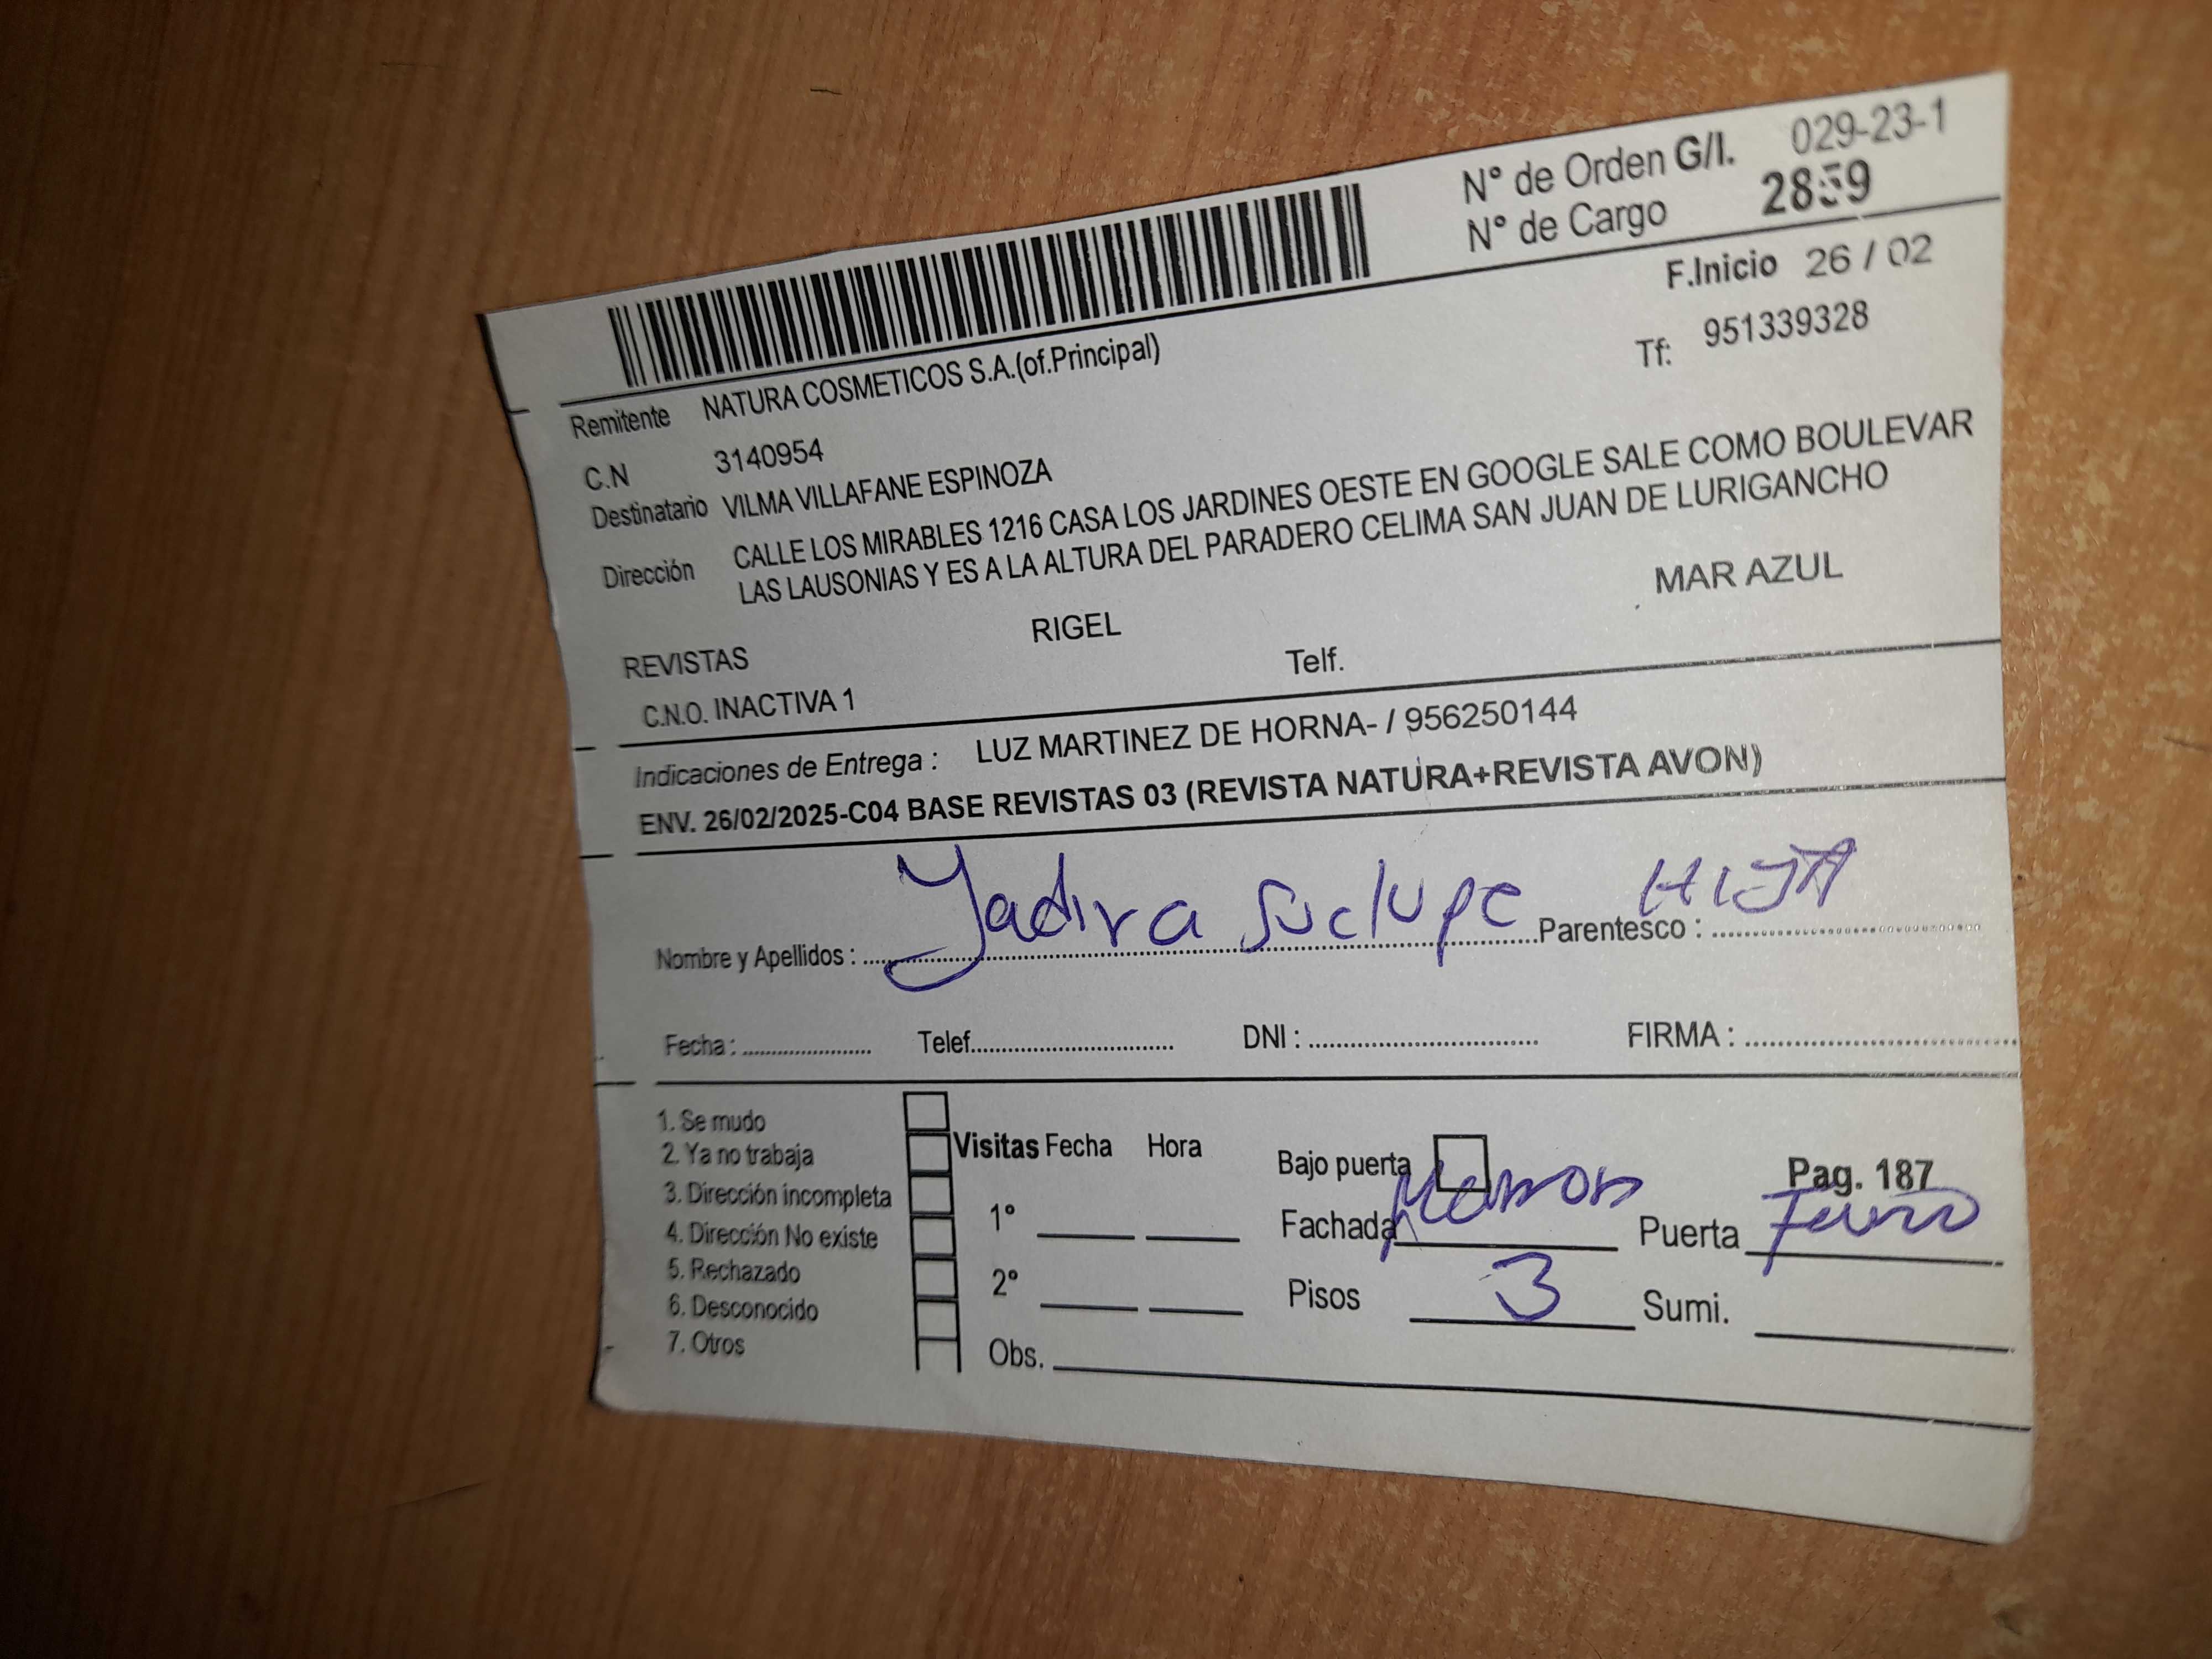 N° de Orden G/I. 029-23-1
N° de Cargo 2859
F.Inicio 26 / 02
Remitente NATURA COSMETICOS S.A.(of.Principal)
Tf: 951339328
C.N 3140954
Destinatario VILMA VILLAFANE ESPINOZA
Dirección CALLE LOS MIRABLES 1216 CASA LOS JARDINES OESTE EN GOOGLE SALE COMO BOULEVAR
LAS LAUSONIAS Y ES A LA ALTURA DEL PARADERO CELIMA SAN JUAN DE LURIGANCHO
REVISTAS RIGEL MAR AZUL
C.N.O. INACTIVA 1 Telf.
Indicaciones de Entrega : LUZ MARTINEZ DE HORNA- / 956250144
ENV. 26/02/2025-C04 BASE REVISTAS 03 (REVISTA NATURA+REVISTA AVON)
Nombre y Apellidos : Yadira Suclupe Parentesco : HIJA
Fecha : Telef. DNI : FIRMA :
1. Se mudo
2. Ya no trabaja
3. Dirección incompleta
4. Dirección No existe
5. Rechazado
6. Desconocido
7. Otros
Visitas Fecha Hora
1°
2°
Obs.
Bajo puerta Pag. 187
Fachada Puerta
Pisos 3 Sumi.